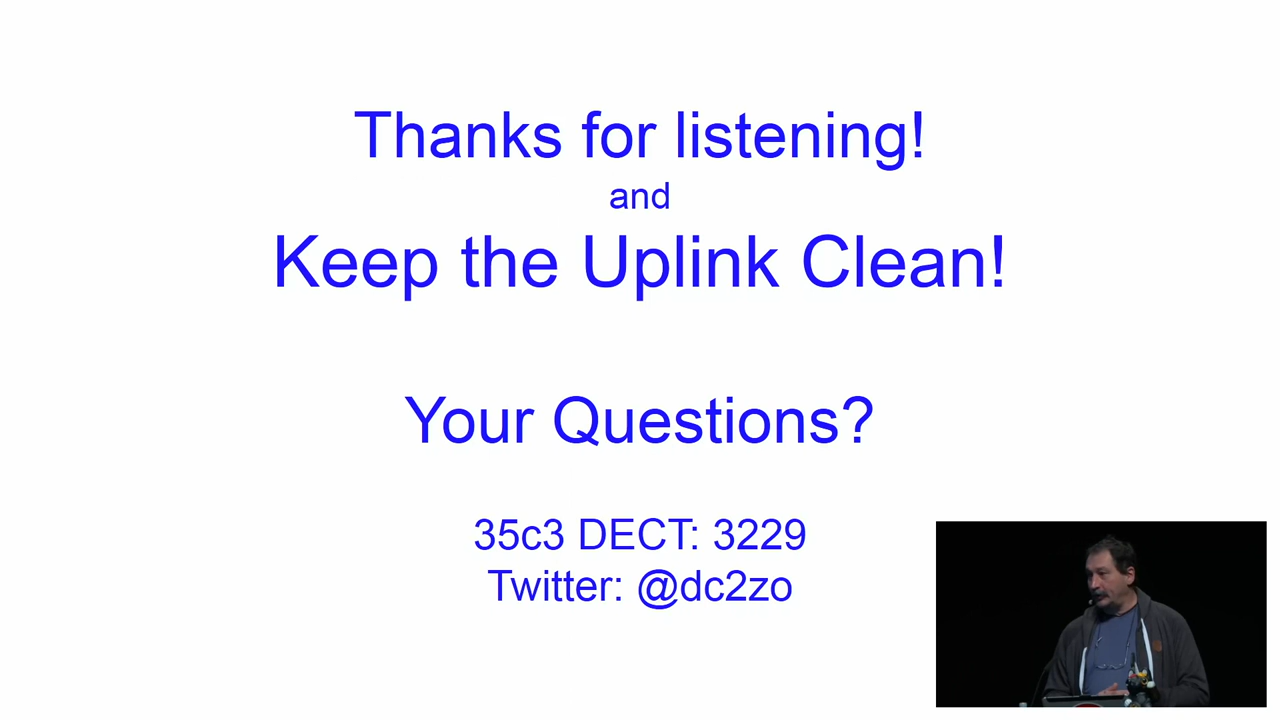 Thanks for listening!
and
Keep the Uplink Clean!
Your Questions?
35c3 DECT: 3229
Twitter: @dc2zo